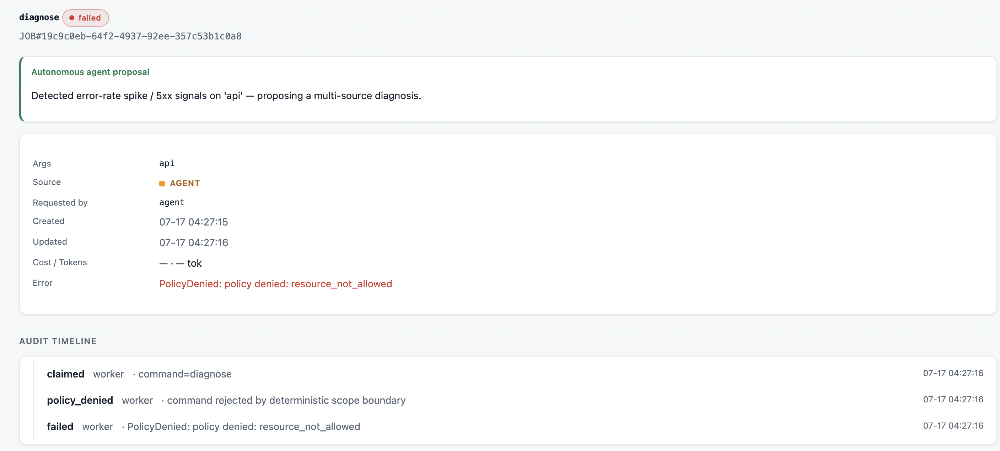 diagnose failed
JOB#19c9c0eb-64f2-4937-92ee-357c53b1c0a8
Autonomous agent proposal
Detected error-rate spike / 5xx signals on 'api' — proposing a multi-source diagnosis.
Args api
Source AGENT
Requested by agent
Created 07-17 04:27:15
Updated 07-17 04:27:16
Cost / Tokens — · — tok
Error PolicyDenied: policy denied: resource_not_allowed
AUDIT TIMELINE
claimed worker · command=diagnose 07-17 04:27:16
policy_denied worker · command rejected by deterministic scope boundary 07-17 04:27:16
failed worker · PolicyDenied: policy denied: resource_not_allowed 07-17 04:27:16